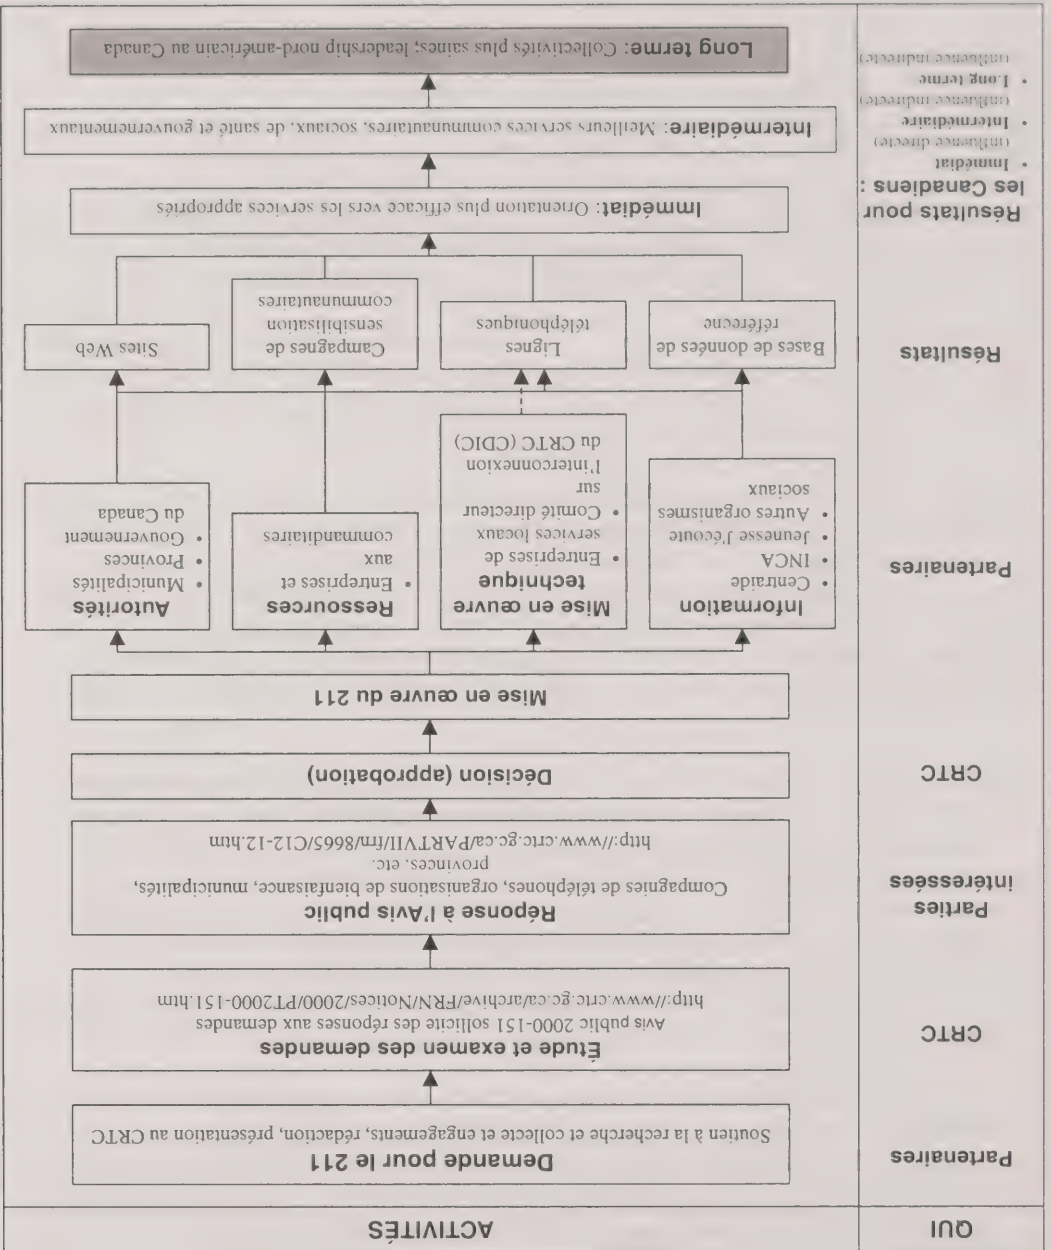 QUI
ACTIVITÉS
Partenaires
Demande pour le 211
Soutien à la recherche et collecte et engagements, rédaction, présentation au CRTC
CRTC
Étude et examen des demandes
Avis public 2000-151 sollicite des réponses aux demandes
http://www.crtc.gc.ca/archive/FRN/Notices/2000/PT2000-151.htm
Parties
intéressées
Réponse à l'Avis public
Compagnies de téléphones, organisations de bienfaisance, municipalités,
provinces, etc.
http://www.crtc.gc.ca/PARTVII/frn/8665/C12-12.htm
CRTC
Décision (approbation)
Mise en œuvre du 211
Partenaires
Information
• Centraide
• INCA
• Jeunesse J'écoute
• Autres organismes
sociaux
Mise en œuvre
technique
• Entreprises de
services locaux
• Comité directeur
sur
l'interconnexion
du CRTC (CDIC)
Ressources
• Entreprises et
aux
commanditaires
Autorités
• Municipalités
• Provinces
• Gouvernement
du Canada
Résultats
Bases de données de
référence
Lignes
téléphoniques
Campagnes de
sensibilisation
communautaires
Sites Web
Résultats pour
les Canadiens :
• Immédiat
(influence directe)
• Intermédiaire
(influence indirecte)
• Long terme
(influence indirecte)
Immédiat: Orientation plus efficace vers les services appropriés
Intermédiaire: Meilleurs services communautaires, sociaux, de santé et gouvernementaux
Long terme: Collectivités plus saines; leadership nord-américain au Canada